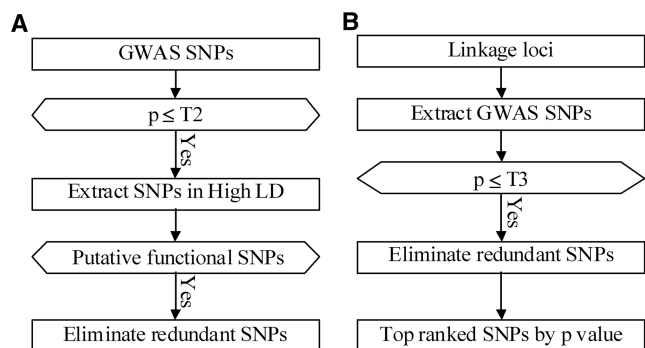 A
GWAS SNPs
p ≤ T2
Yes
Extract SNPs in High LD
Putative functional SNPs
Yes
Eliminate redundant SNPs
B
Linkage loci
Extract GWAS SNPs
p ≤ T3
Yes
Eliminate redundant SNPs
Top ranked SNPs by p value